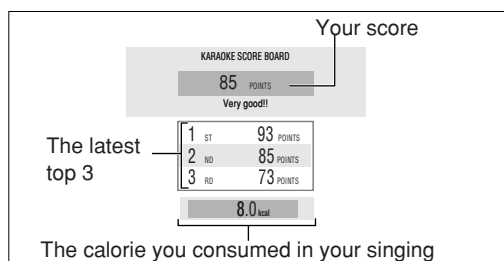 Your score
KARAOKE SCORE BOARD
85 POINTS
Very good!!
The latest
top 3
1 ST 93 POINTS
2 ND 85 POINTS
3 RD 73 POINTS
8.0 kcal
The calorie you consumed in your singing